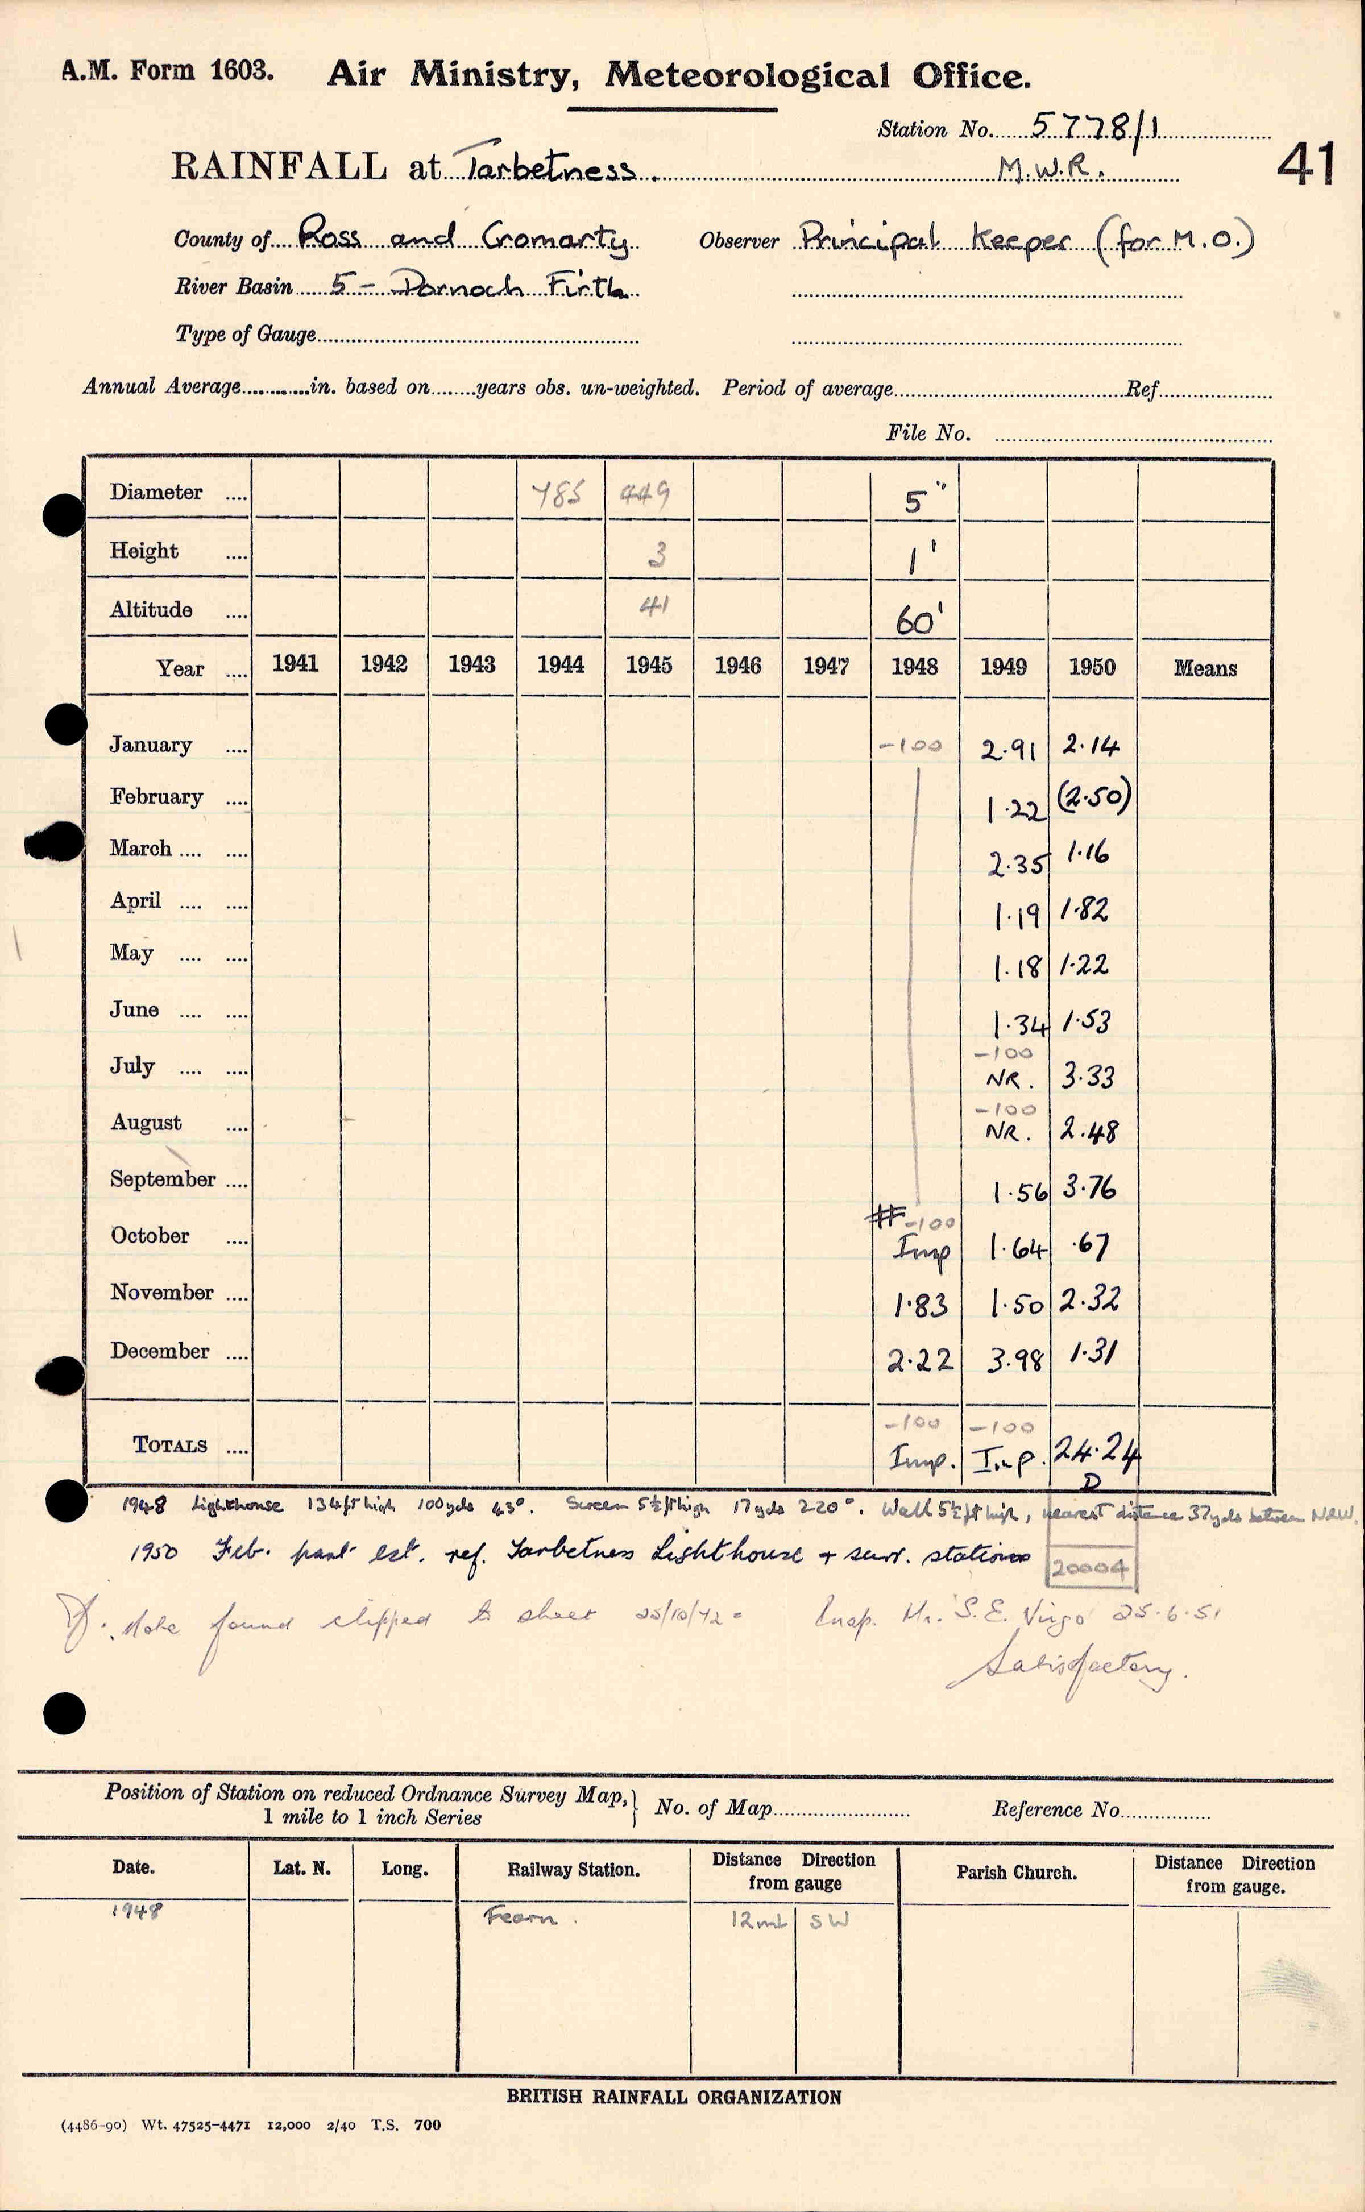 A.M. Form 1603. Air Ministry, Meteorological Office.
Station No. 5778/1
RAINFALL at Tarbetness. M.W.R. 41
County of Ross and Cromarty Observer Principal Keeper (for M.O.)
River Basin 5 - Dornoch Firth
Type of Gauge
Annual Average in. based on years obs. un-weighted. Period of average Ref
File No.
Diameter .... 785 449 5"
Height .... 3 1'
Altitude .... 41 60'
Year .... 1941 1942 1943 1944 1945 1946 1947 1948 1949 1950 Means
January .... -100 2.91 2.14
February .... 1.22 (2.50)
March .... .... 2.35 1.16
April .... .... 1.19 1.82
May .... .... 1.18 1.22
June .... .... 1.34 1.53
-100
July .... .... NR. 3.33
-100
August .... NR. 2.48
September .... 1.56 3.76
# -100
October .... Imp 1.64 .67
November .... 1.83 1.50 2.32
December .... 2.22 3.98 1.31
-100 -100
TOTALS .... Imp. Imp. 24.24
D
1948 Lighthouse 134ft high 100yds 43°. Screen 5½ft high 17yds 220°. Wall 5½ft high, nearest distance 37yds between N&W.
1950 Feb. part est. ref. Tarbetness Lighthouse + surr. stations 20004
Note found clipped to sheet 25/10/42 Insp. Mr. S.E. Virgo 25.6.51
Satisfactory.
Position of Station on reduced Ordnance Survey Map, } No. of Map Reference No.
1 mile to 1 inch Series
Date. Lat. N. Long. Railway Station. Distance Direction from gauge Parish Church. Distance Direction from gauge.
1948 Fearn. 12ml SW
BRITISH RAINFALL ORGANIZATION
(4486-90) Wt. 47525-4471 12,000 2/40 T.S. 700